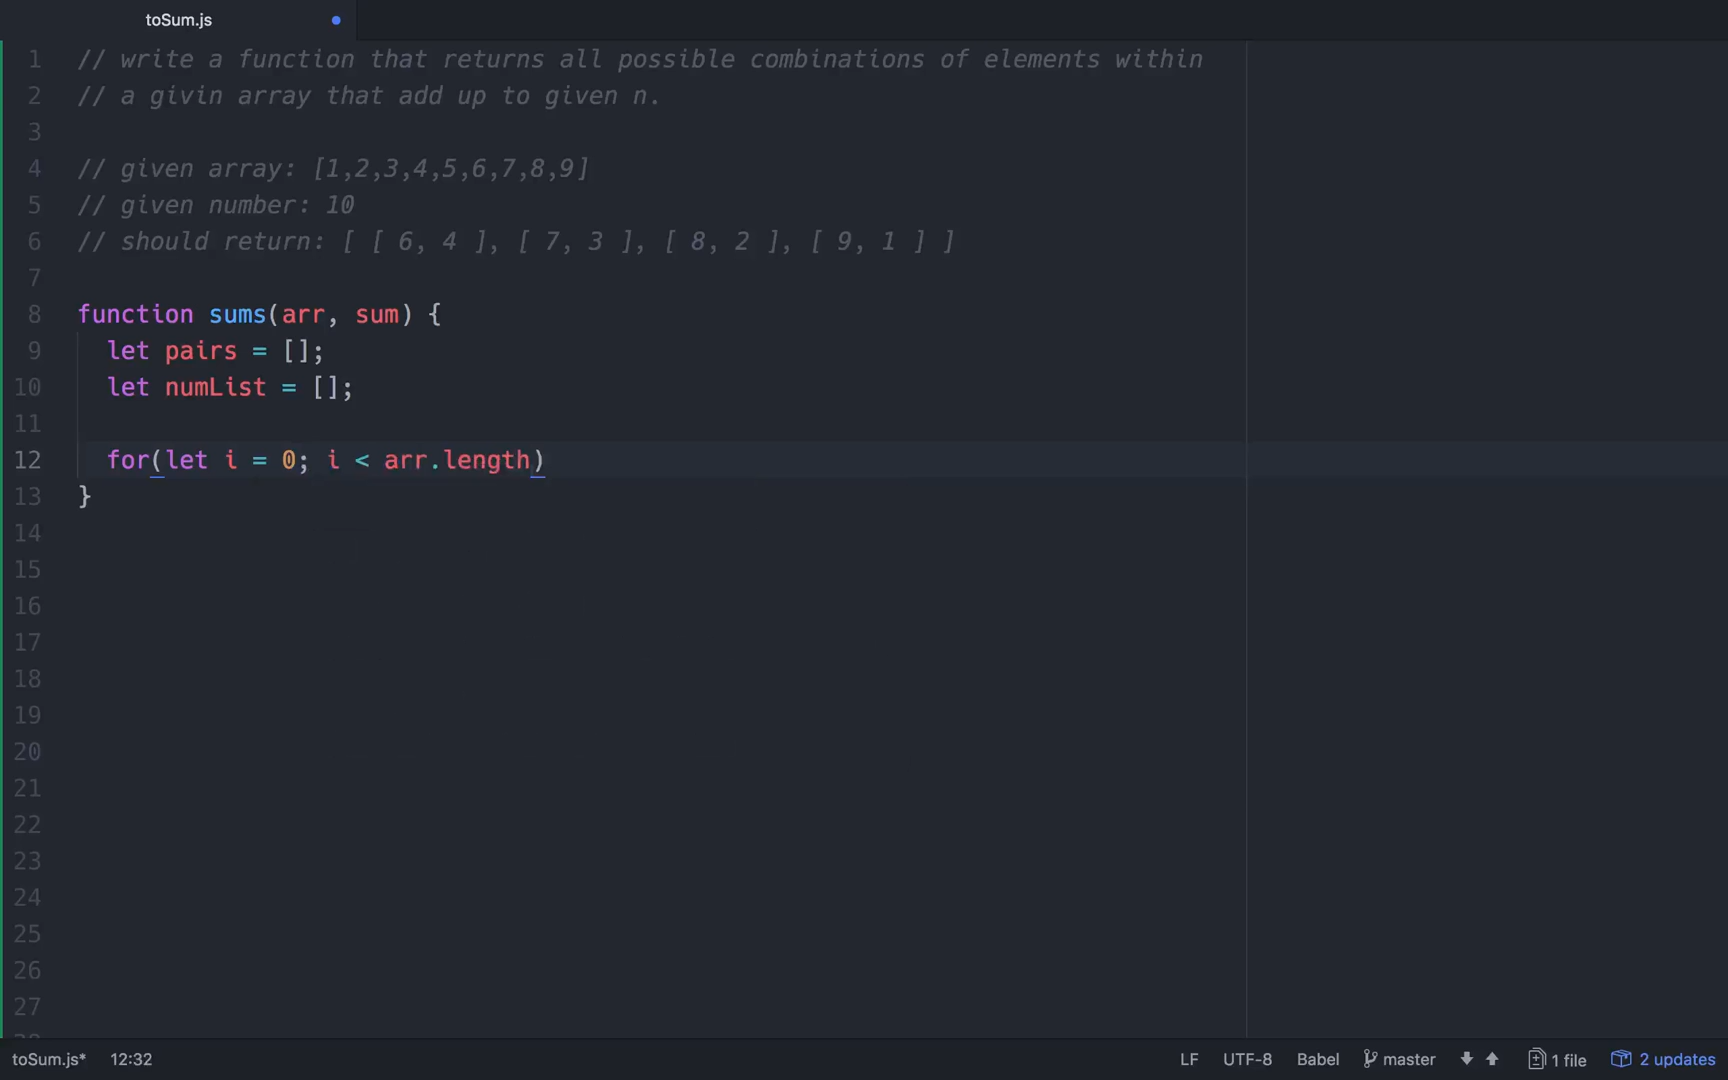 toSum.js
1 // write a function that returns all possible combinations of elements within
2 // a givin array that add up to given n.
3
4 // given array: [1,2,3,4,5,6,7,8,9]
5 // given number: 10
6 // should return: [ [ 6, 4 ], [ 7, 3 ], [ 8, 2 ], [ 9, 1 ] ]
7
8 function sums(arr, sum) {
9 let pairs = [];
10 let numList = [];
11
12 for(let i = 0; i < arr.length)
13 }
14
15
16
17
18
19
20
21
22
23
24
25
26
27
toSum.js* 12:32 LF UTF-8 Babel master 1 file 2 updates